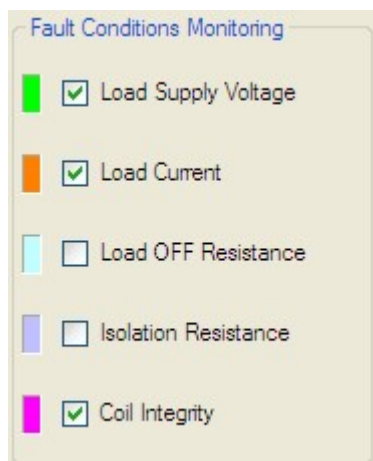 Fault Conditions Monitoring
Load Supply Voltage
Load Current
Load OFF Resistance
Isolation Resistance
Coil Integrity